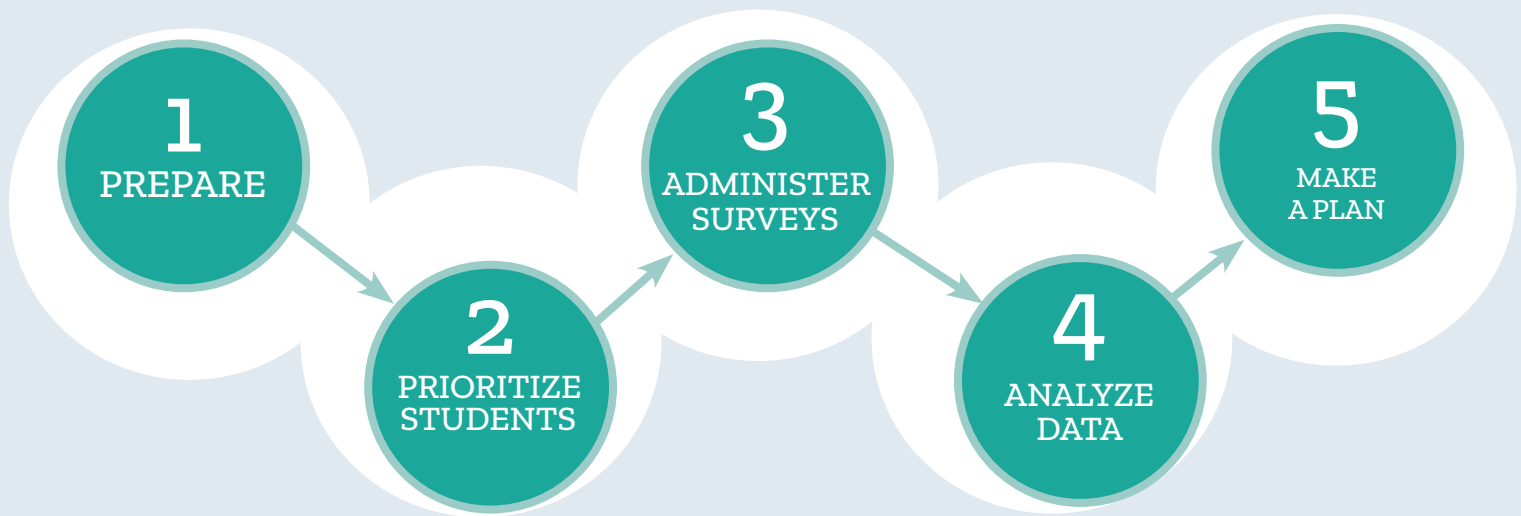 1
PREPARE
2
PRIORITIZE
STUDENTS
3
ADMINISTER
SURVEYS
4
ANALYZE
DATA
5
MAKE
A PLAN